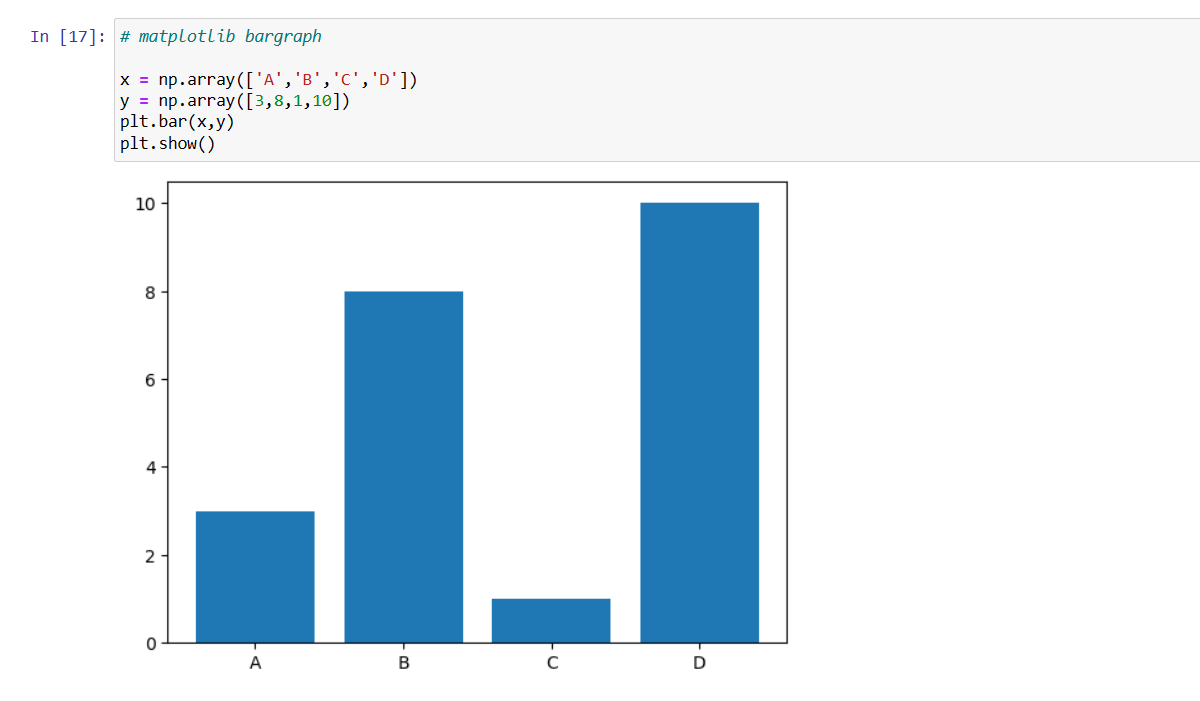 In [17]: # matplotlib bargraph
x = np.array(['A','B','C','D'])
y = np.array([3,8,1,10])
plt.bar(x,y)
plt.show()
10
8
6
4
2
0
A B C D